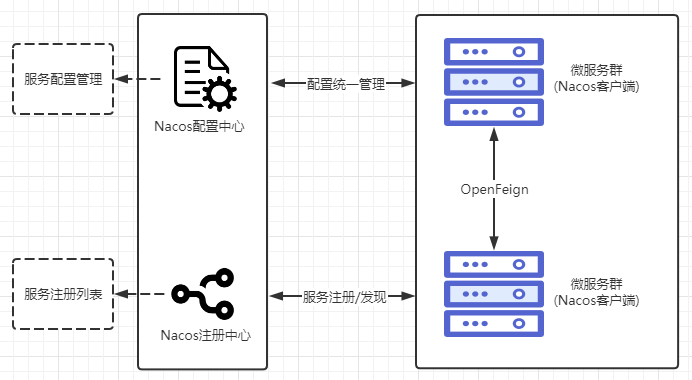 服务配置管理
Nacos配置中心
配置统一管理
微服务群
(Nacos客户端)
OpenFeign
服务注册列表
Nacos注册中心
服务注册/发现
微服务群
(Nacos客户端)